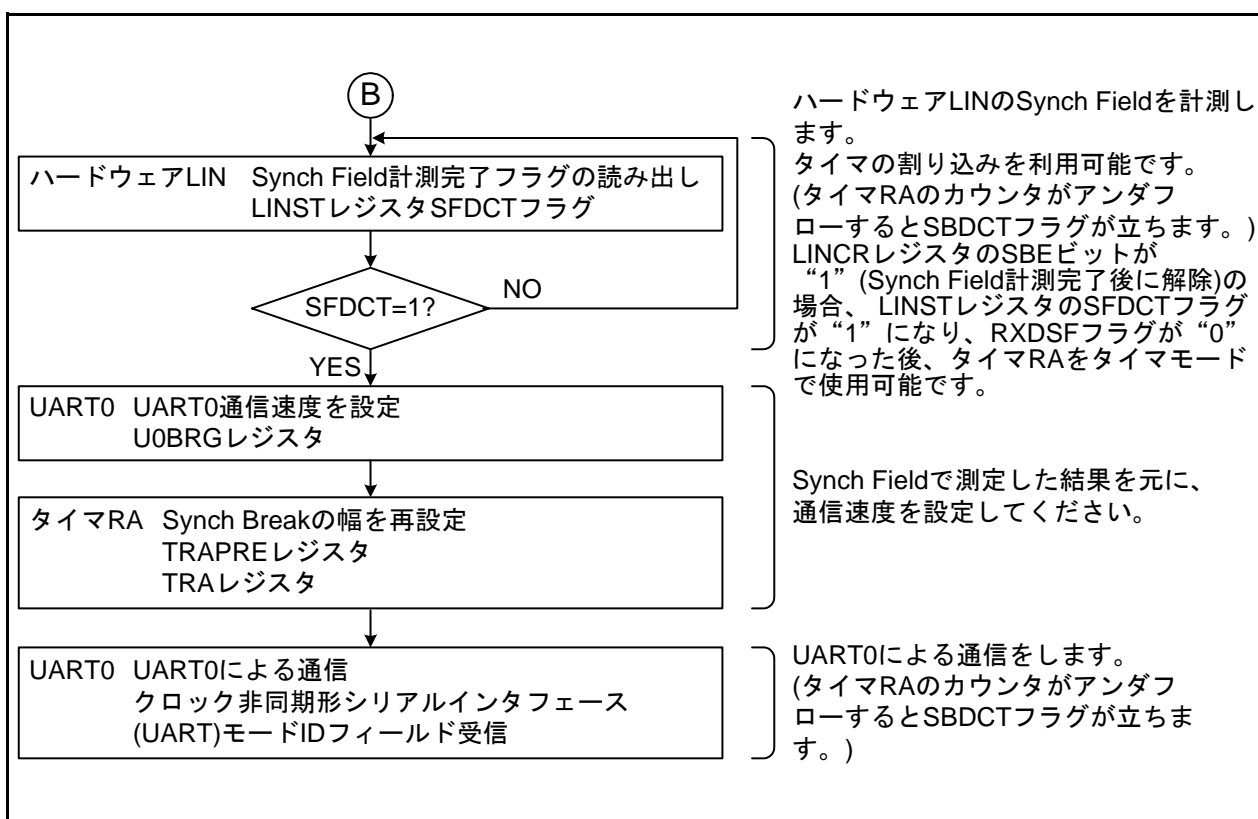 B
ハードウェアLIN Synch Field計測完了フラグの読み出し
LINSTレジスタSFDCTフラグ
SFDCT=1?
NO
YES
ハードウェアLINのSynch Fieldを計測し
ます。
タイマの割り込みを利用可能です。
(タイマRAのカウンタがアンダフ
ローするとSBDCTフラグが立ちます。)
LINCRレジスタのSBEビットが
“1”(Synch Field計測完了後に解除)の
場合、 LINSTレジスタのSFDCTフラグ
が“1”になり、RXDSFフラグが“0”
になった後、タイマRAをタイマモード
で使用可能です。
UART0 UART0通信速度を設定
U0BRGレジスタ
タイマRA Synch Breakの幅を再設定
TRAPREレジスタ
TRAレジスタ
Synch Fieldで測定した結果を元に、
通信速度を設定してください。
UART0 UART0による通信
クロック非同期形シリアルインタフェース
(UART)モードIDフィールド受信
UART0による通信をします。
(タイマRAのカウンタがアンダフ
ローするとSBDCTフラグが立ちま
す。)